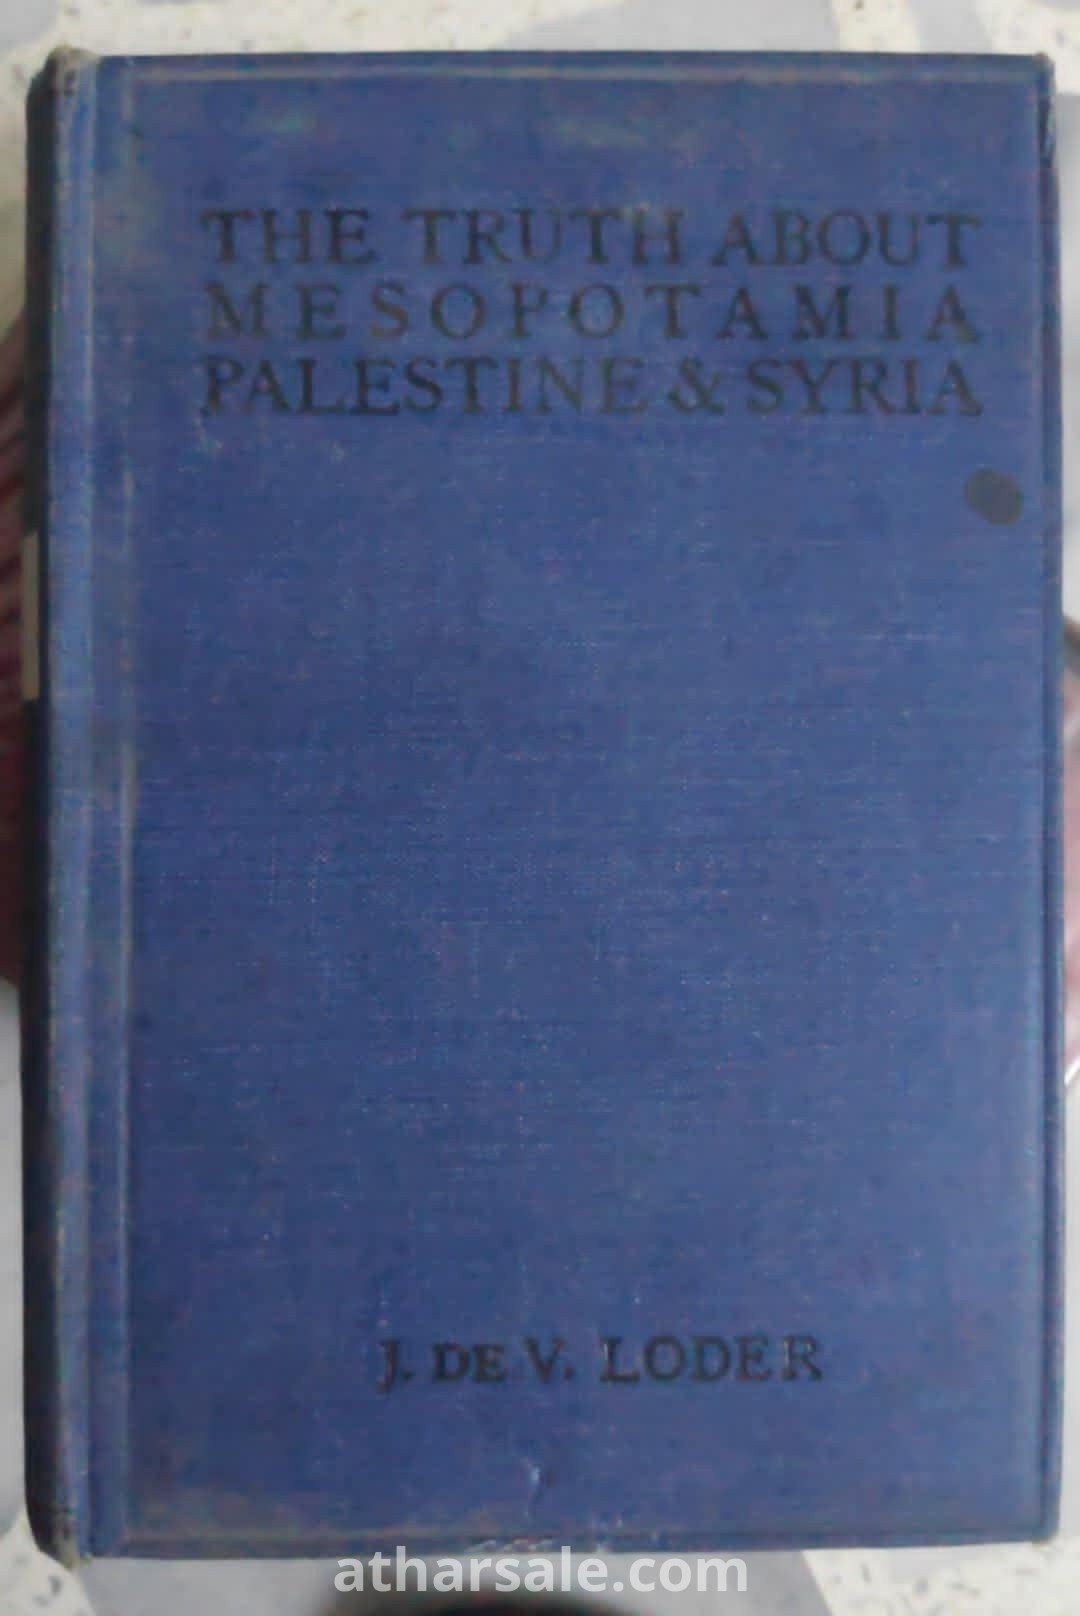 THE TRUTH ABOUT
MESOPOTAMIA
PALESTINE & SYRIA
J. DE V. LODER
atharsale.com